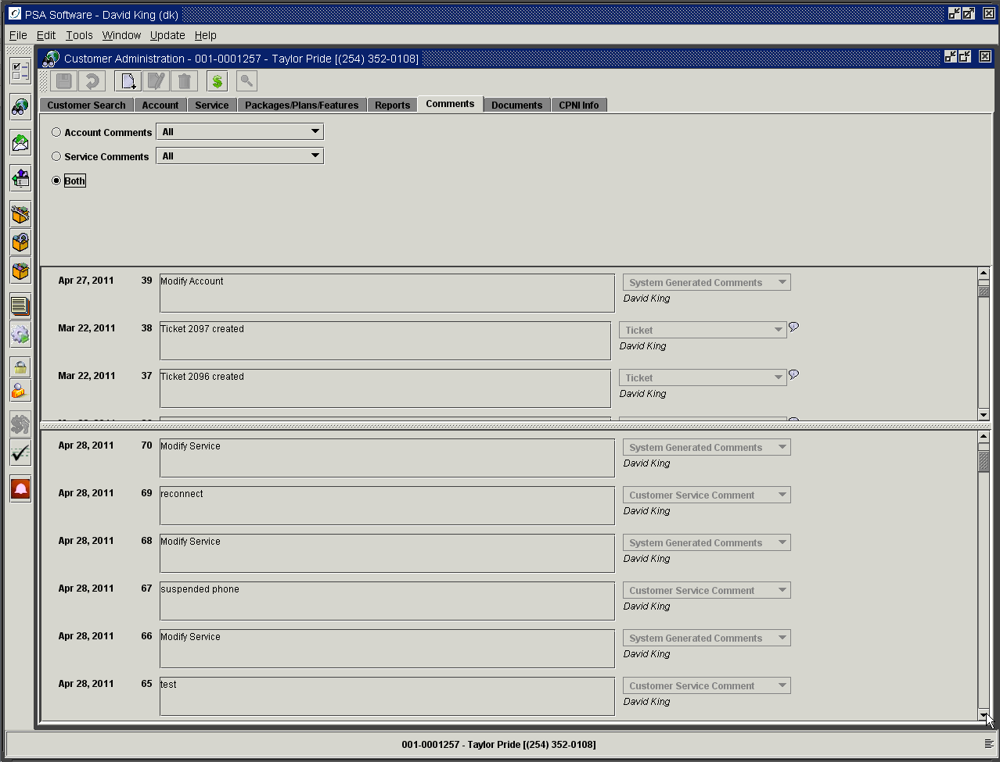 PSA Software - David King (dk)
File Edit Tools Window Update Help
Customer Administration - 001-0001257 - Taylor Pride [(254) 352-0108]
Customer Search Account Service Packages/Plans/Features Reports Comments Documents CPNI Info
Account Comments All
Service Comments All
Both
Apr 27, 2011 39 Modify Account System Generated Comments
David King
Mar 22, 2011 38 Ticket 2097 created Ticket
David King
Mar 22, 2011 37 Ticket 2096 created Ticket
David King
Apr 28, 2011 70 Modify Service System Generated Comments
David King
Apr 28, 2011 69 reconnect Customer Service Comment
David King
Apr 28, 2011 68 Modify Service System Generated Comments
David King
Apr 28, 2011 67 suspended phone Customer Service Comment
David King
Apr 28, 2011 66 Modify Service System Generated Comments
David King
Apr 28, 2011 65 test Customer Service Comment
David King
001-0001257 - Taylor Pride [(254) 352-0108]